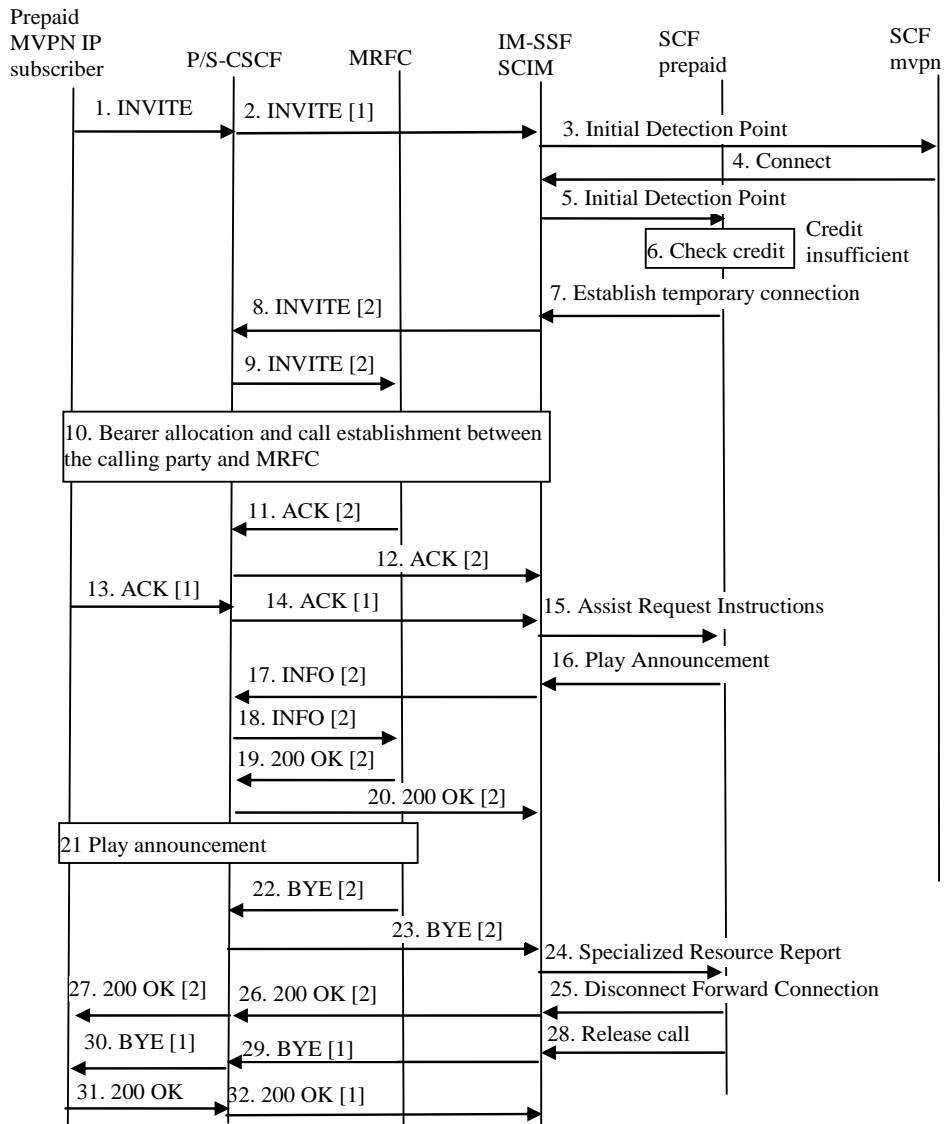 Prepaid
MVPN IP
subscriber
P/S-CSCF
MRFC
IM-SSF
SCIM
SCF
prepaid
SCF
mvpn
1. INVITE
2. INVITE [1]
3. Initial Detection Point
4. Connect
5. Initial Detection Point
6. Check credit
Credit
insufficient
7. Establish temporary connection
8. INVITE [2]
9. INVITE [2]
10. Bearer allocation and call establishment between
the calling party and MRFC
11. ACK [2]
12. ACK [2]
13. ACK [1]
14. ACK [1]
15. Assist Request Instructions
16. Play Announcement
17. INFO [2]
18. INFO [2]
19. 200 OK [2]
20. 200 OK [2]
21 Play announcement
22. BYE [2]
23. BYE [2]
24. Specialized Resource Report
25. Disconnect Forward Connection
26. 200 OK [2]
27. 200 OK [2]
28. Release call
29. BYE [1]
30. BYE [1]
31. 200 OK
32. 200 OK [1]